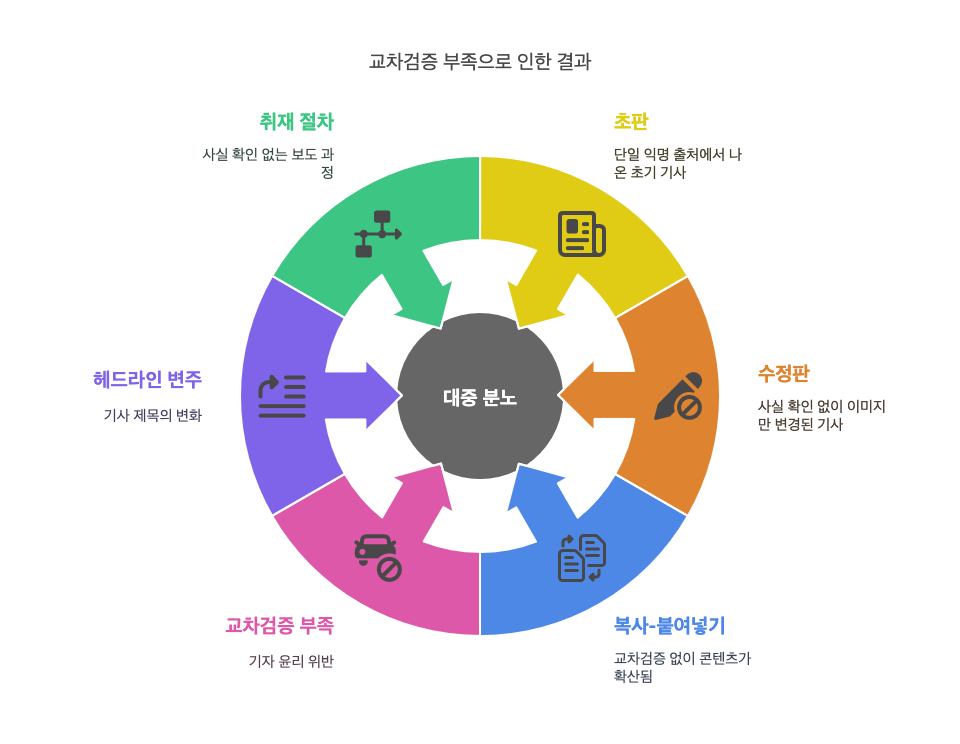 교차검증 부족으로 인한 결과
취재 절차
사실 확인 없는 보도 과
정
초판
단일 익명 출처에서 나
온 초기 기사
헤드라인 변주
기사 제목의 변화
대중 분노
수정판
사실 확인 없이 이미지
만 변경된 기사
교차검증 부족
기자 윤리 위반
복사-붙여넣기
교차검증 없이 콘텐츠가
확산됨